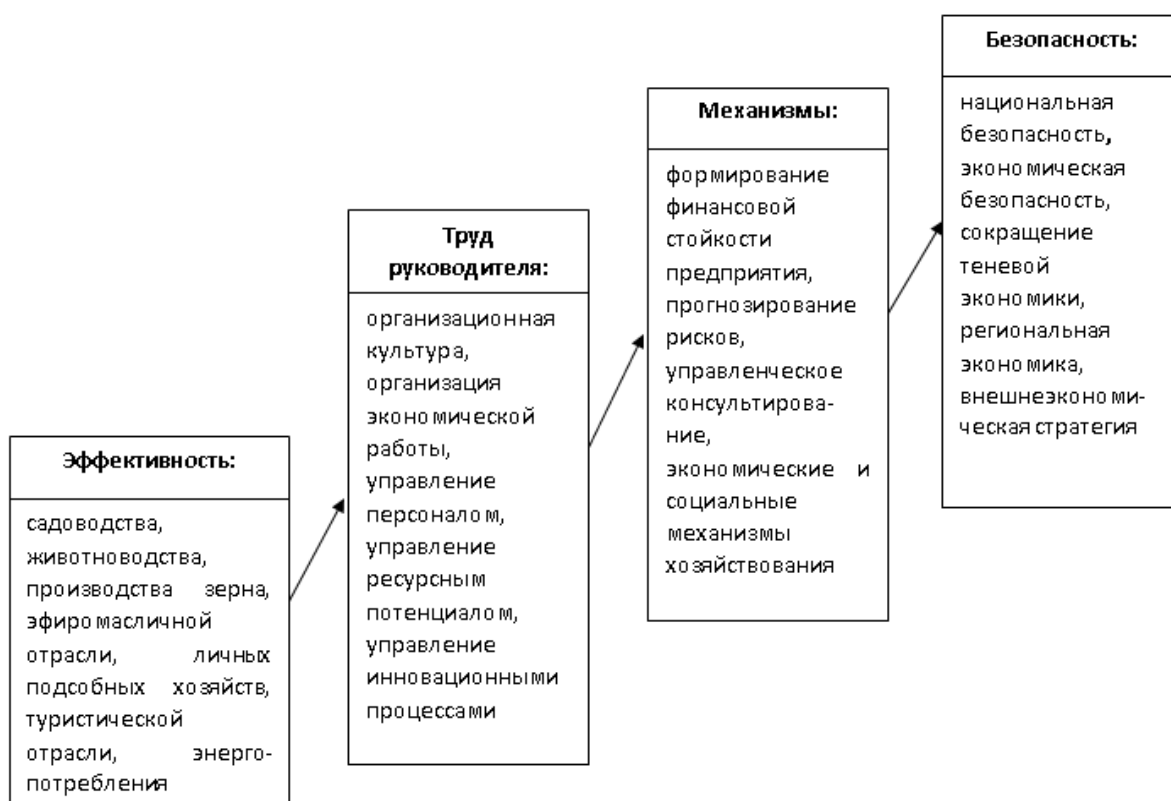 Эффективность:
садоводства,
животноводства,
производства зерна,
эфиромасличной
отрасли, личных
подсобных хозяйств,
туристической
отрасли, энерго-
потребления
Труд
руководителя:
организационная
культура,
организация
экономической
работы,
управление
персоналом,
управление
ресурсным
потенциалом,
управление
инновационными
процессами
Механизмы:
формирование
финансовой
стойкости
предприятия,
прогнозирование
рисков,
управленческое
консультирова-
ние,
экономические и
социальные
механизмы
хозяйствования
Безопасность:
национальная
безопасность,
экономическая
безопасность,
сокращение
теневой
экономики,
региональная
экономика,
внешнеэкономи-
ческая стратегия